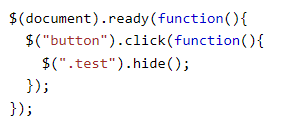 $(document).ready(function(){
  $("button").click(function(){
    $(".test").hide();
  });
});